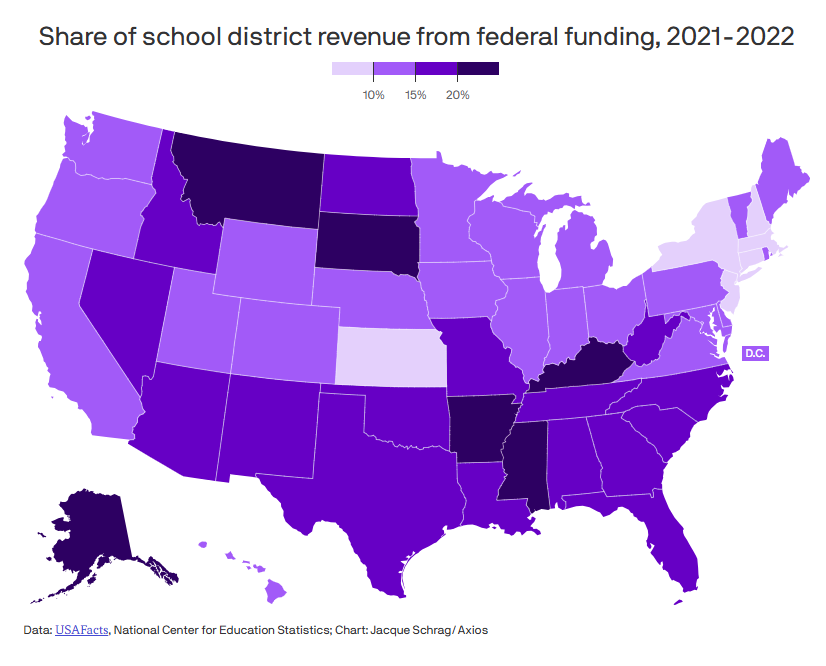 Share of school district revenue from federal funding, 2021-2022
10% 15% 20%
D.C.
Data: USAFacts, National Center for Education Statistics; Chart: Jacque Schrag/Axios